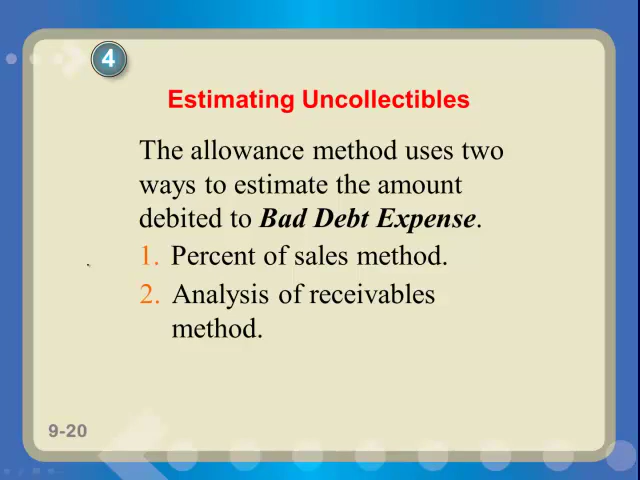 4
Estimating Uncollectibles
The allowance method uses two
ways to estimate the amount
debited to Bad Debt Expense.
1. Percent of sales method.
2. Analysis of receivables
method.
9-20